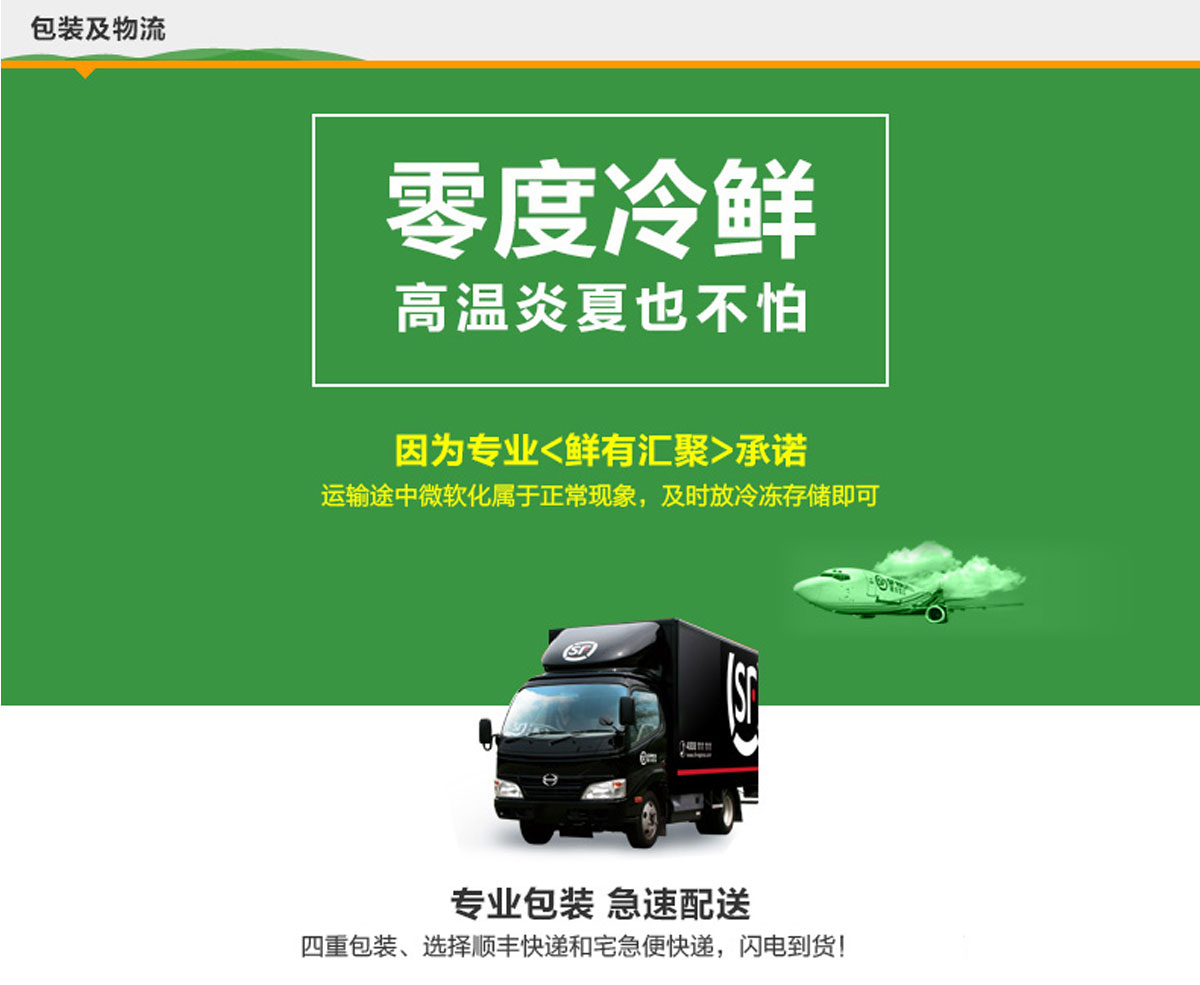 包装及物流
零度冷鲜
高温炎夏也不怕
因为专业<鲜有汇聚>承诺
运输途中微软化属于正常现象，及时放冷冻存储即可
SF
SF
专业包装 急速配送
四重包装、选择顺丰快递和宅急便快递，闪电到货！